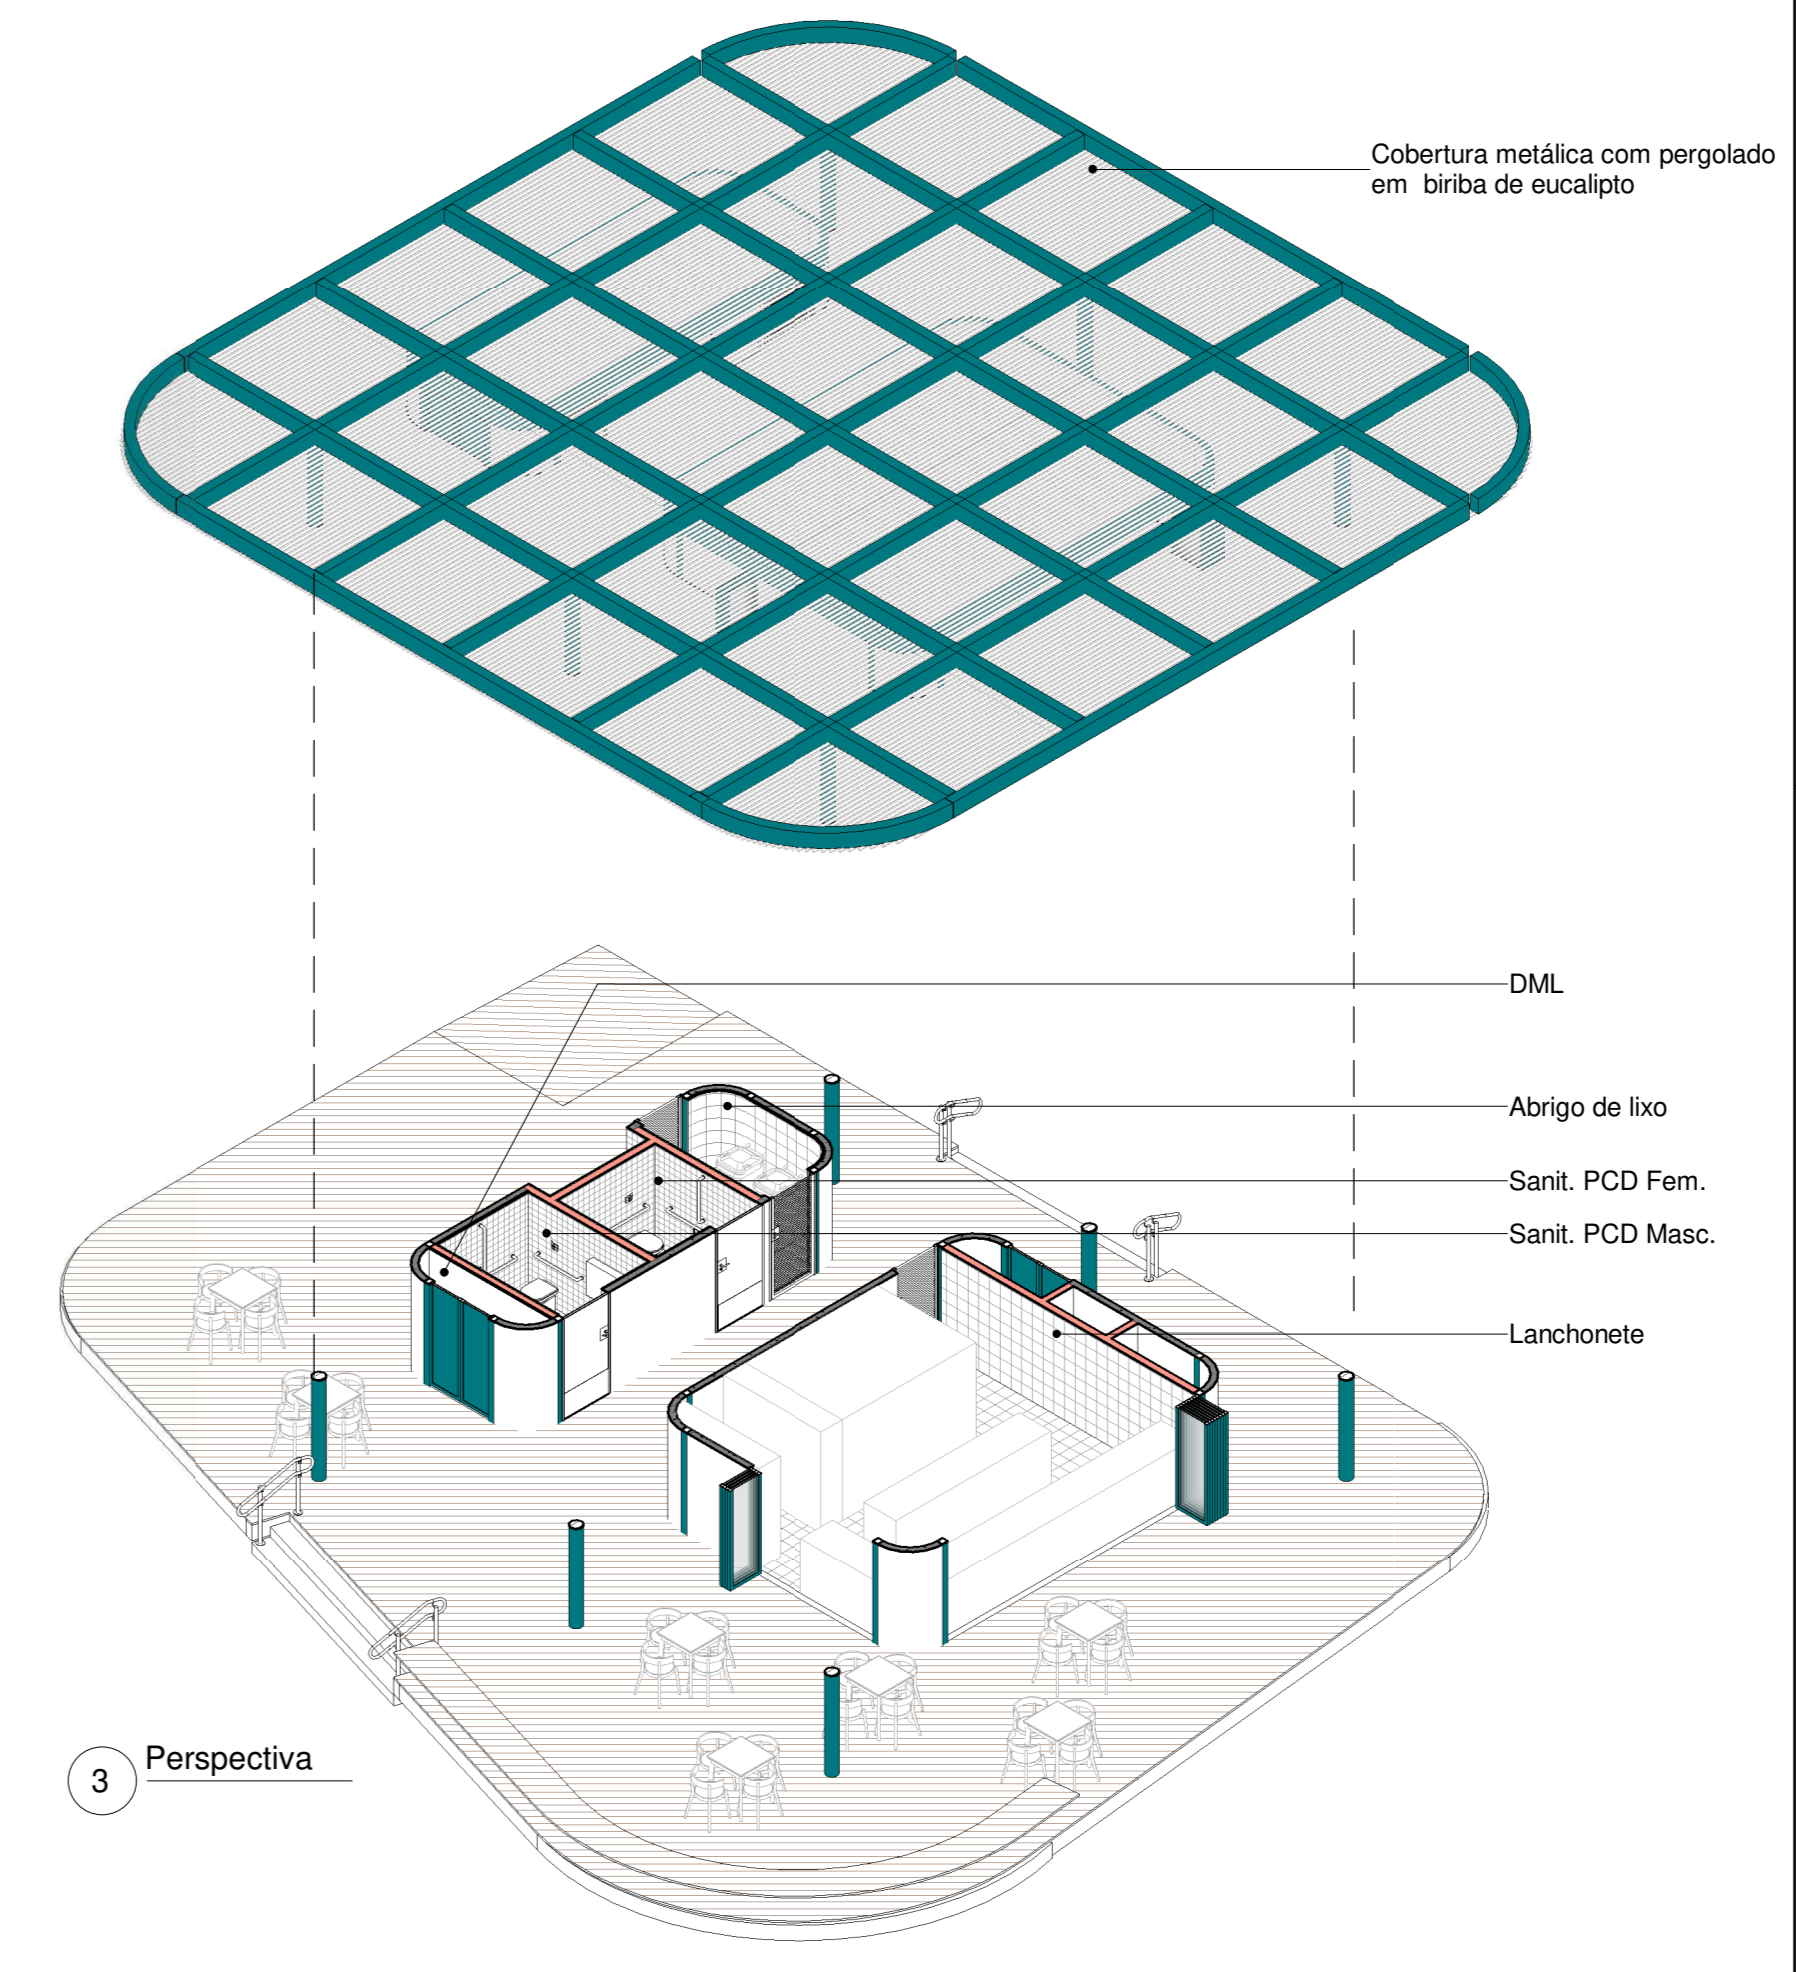 Cobertura metálica com pergolado
em biriba de eucalipto
DML
Abrigo de lixo
Sanit. PCD Fem.
Sanit. PCD Masc.
Lanchonete
3 Perspectiva